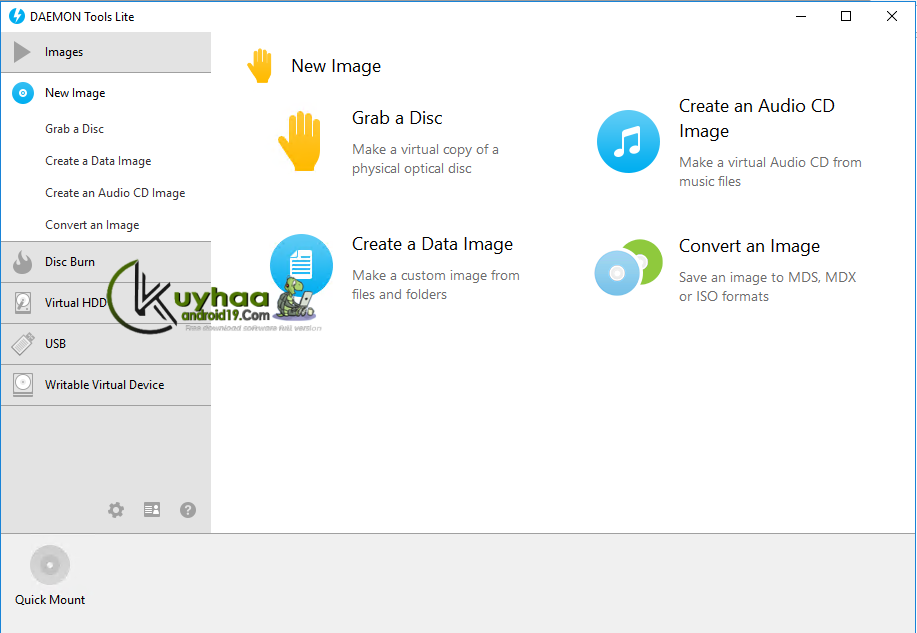 DAEMON Tools Lite
Images
New Image
Grab a Disc
Create a Data Image
Create an Audio CD Image
Convert an Image
Disc Burn
Virtual HDD
USB
Writable Virtual Device
New Image
Grab a Disc
Make a virtual copy of a
physical optical disc
Create an Audio CD
Image
Make a virtual Audio CD from
music files
Create a Data Image
Make a custom image from
files and folders
Convert an Image
Save an image to MDS, MDX
or ISO formats
Kuyhaa
android19.Com
Free download software full version
Quick Mount